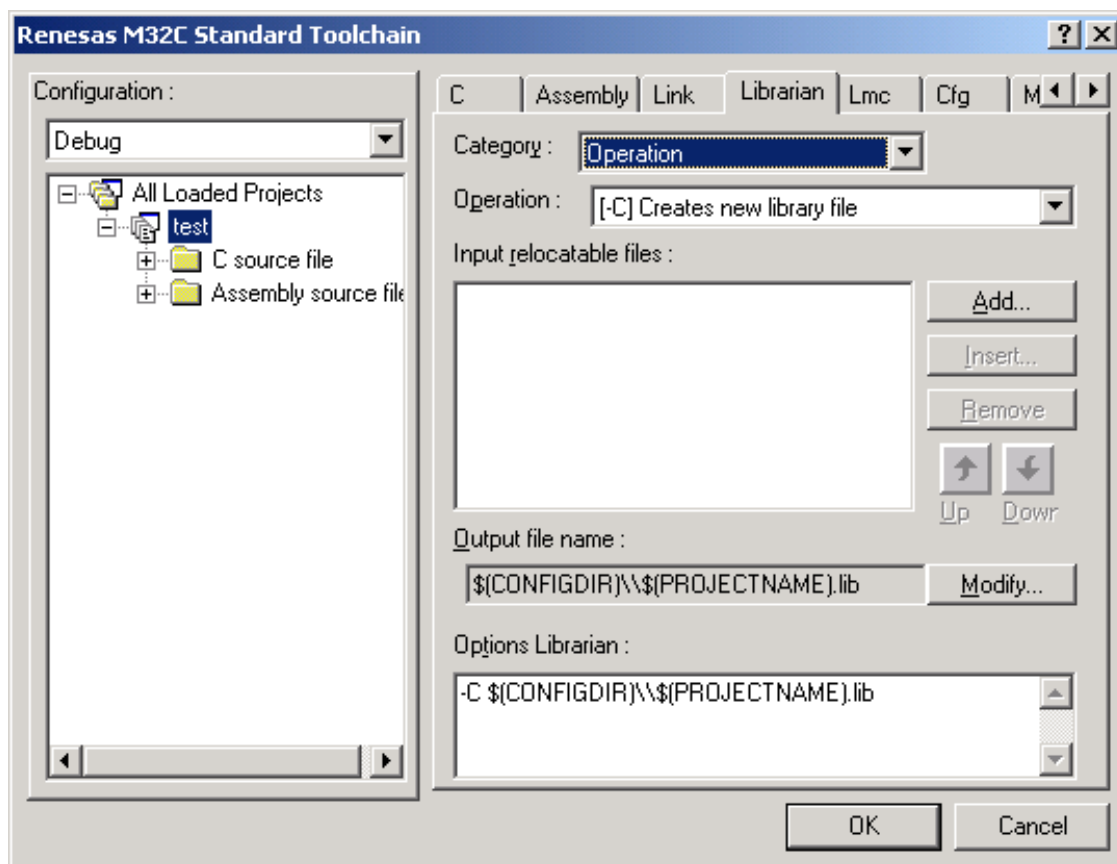 Renesas M32C Standard Toolchain
Configuration :
Debug
All Loaded Projects
test
C source file
Assembly source file
C Assembly Link Librarian Lmc Cfg M
Category : Operation
Operation : [-C] Creates new library file
Input relocatable files :
Add...
Insert...
Remove
Up Down
Output file name :
$(CONFIGDIR)\\$(PROJECTNAME).lib Modify...
Options Librarian :
-C $(CONFIGDIR)\\$(PROJECTNAME).lib
OK Cancel